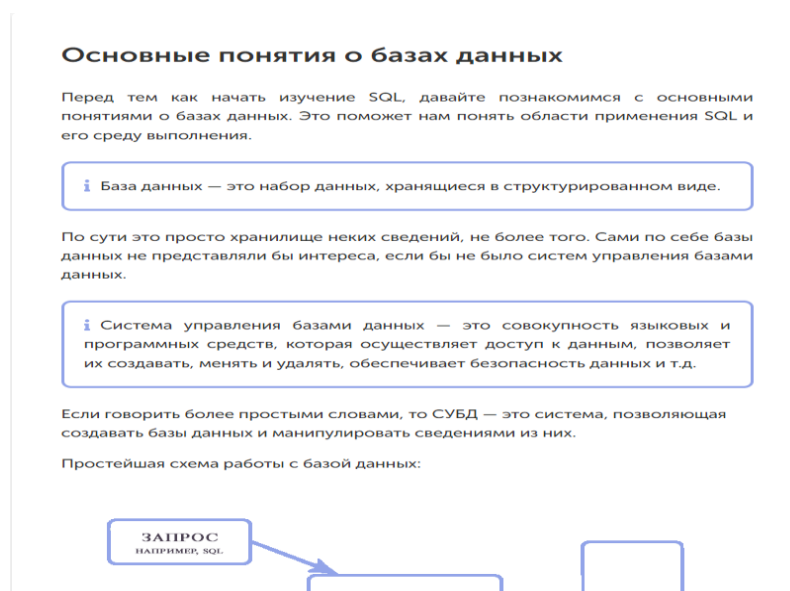 Основные понятия о базах данных
Перед тем как начать изучение SQL, давайте познакомимся с основными
понятиями о базах данных. Это поможет нам понять области применения SQL и
его среду выполнения.
i База данных — это набор данных, хранящиеся в структурированном виде.
По сути это просто хранилище неких сведений, не более того. Сами по себе базы
данных не представляли бы интереса, если бы не было систем управления базами
данных.
i Система управления базами данных — это совокупность языковых и
программных средств, которая осуществляет доступ к данным, позволяет
их создавать, менять и удалять, обеспечивает безопасность данных и т.д.
Если говорить более простыми словами, то СУБД — это система, позволяющая
создавать базы данных и манипулировать сведениями из них.
Простейшая схема работы с базой данных:
ЗАПРОС
НАПРИМЕР, SQL